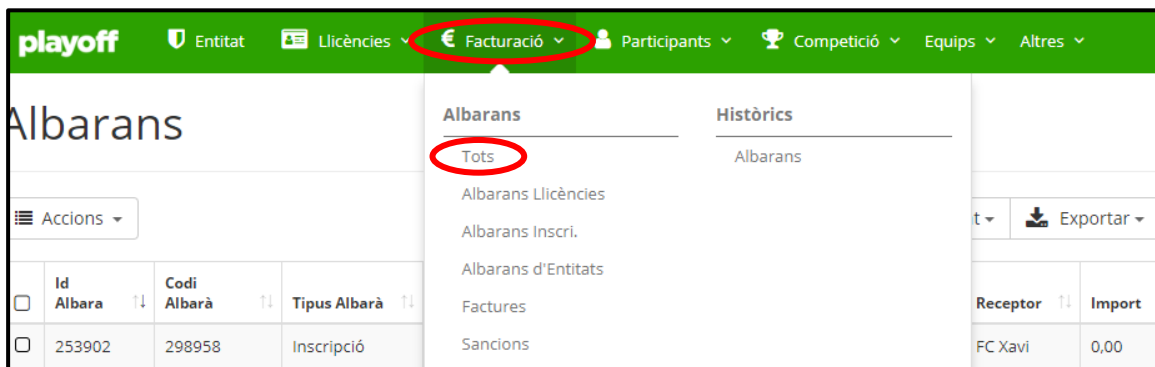 playoff Entitat Llicències € Facturació Participants Competició Equips Altres
Albarans
Albarans Històrics
Tots Albarans
Albarans Llicències
Albarans Inscri.
Albarans d'Entitats
Factures
Sancions
Accions
Exportar
Id Albara Codi Albarà Tipus Albarà Receptor Import
253902 298958 Inscripció FC Xavi 0,00